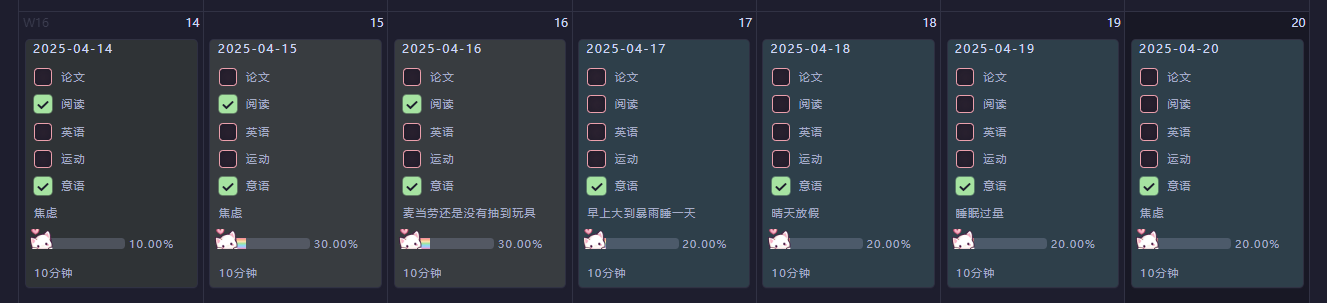 W16
14
2025-04-14
论文
阅读
英语
运动
意语
焦虑
10.00%
10分钟
15
2025-04-15
论文
阅读
英语
运动
意语
焦虑
30.00%
10分钟
16
2025-04-16
论文
阅读
英语
运动
意语
麦当劳还是没有抽到玩具
30.00%
10分钟
17
2025-04-17
论文
阅读
英语
运动
意语
早上大到暴雨睡一天
20.00%
10分钟
18
2025-04-18
论文
阅读
英语
运动
意语
晴天放假
20.00%
10分钟
19
2025-04-19
论文
阅读
英语
运动
意语
睡眠过量
20.00%
10分钟
20
2025-04-20
论文
阅读
英语
运动
意语
焦虑
20.00%
10分钟